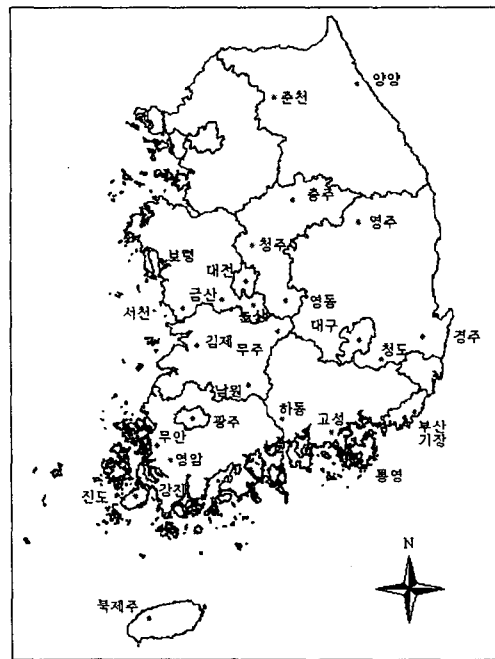 양양
춘천
충주
영주
청주
보령
대전
금산
영동
서천
논산
대구
경주
김제
무주
청도
남원
하동
고성
광주
부산
기장
무안
영암
통영
진도
강진
N
북제주